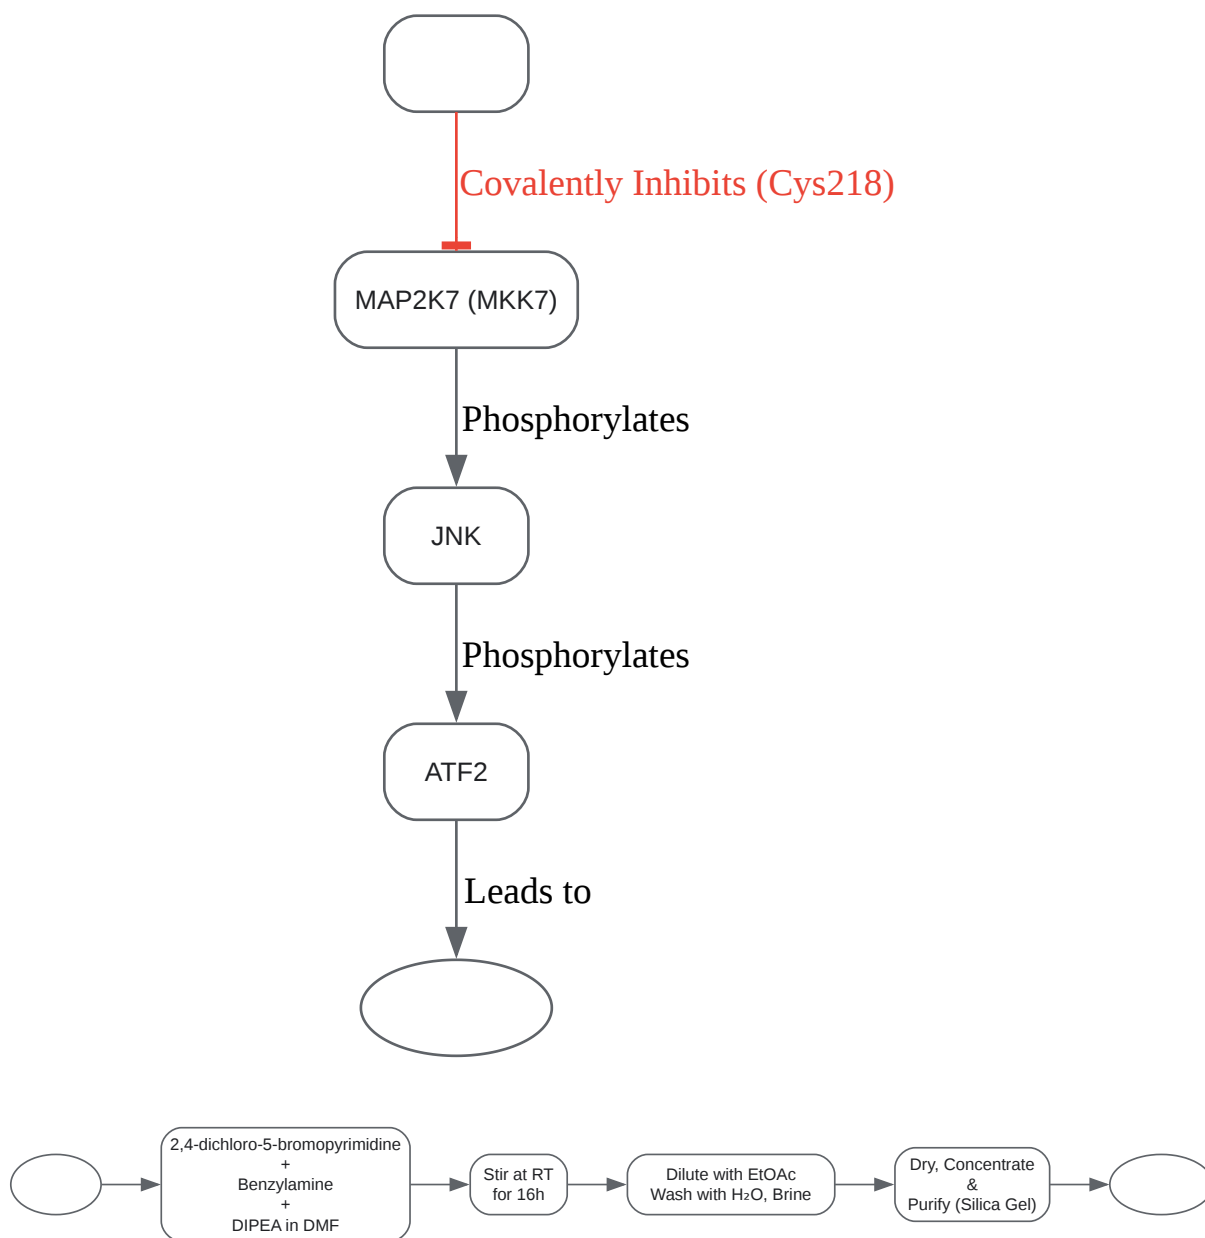 Covalently Inhibits (Cys218)
MAP2K7 (MKK7)
Phosphorylates
JNK
Phosphorylates
ATF2
Leads to
2,4-dichloro-5-bromopyrimidine
+
Benzylamine
+
DIPEA in DMF
Stir at RT
for 16h
Dilute with EtOAc
Wash with H₂O, Brine
Dry, Concentrate
&
Purify (Silica Gel)